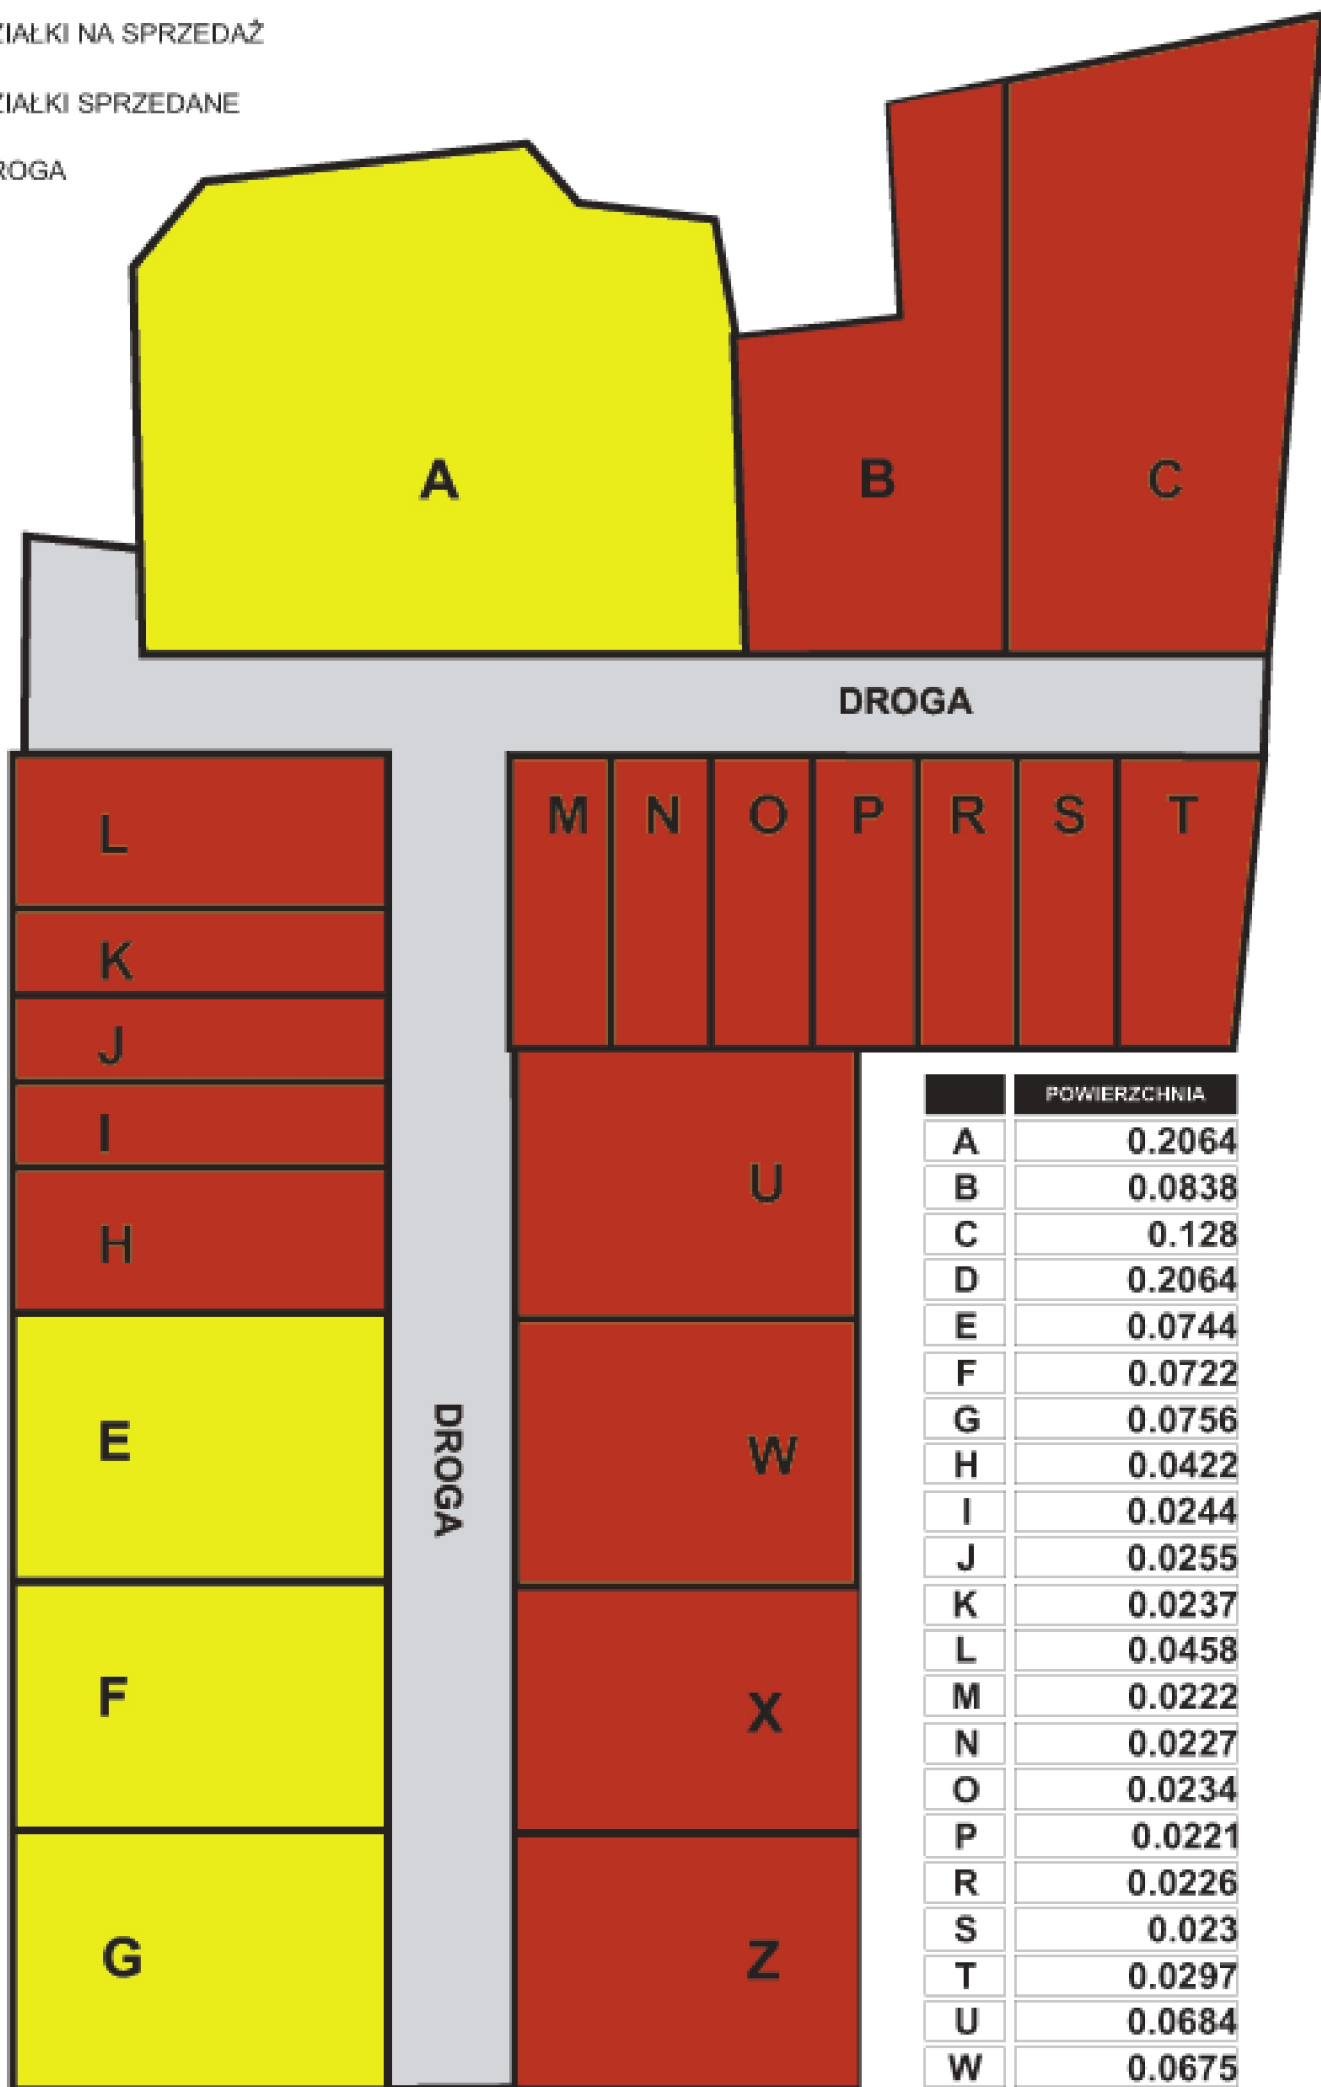 ZIAŁKI NA SPRZEDAŻ
ZIAŁKI SPRZEDANE
ROGA
A
B
C
DROGA
L
K
J
I
H
E
F
G
DROGA
M N O P R S T
U
W
X
Z
POWIERZCHNIA
A 0.2064
B 0.0838
C 0.128
D 0.2064
E 0.0744
F 0.0722
G 0.0756
H 0.0422
I 0.0244
J 0.0255
K 0.0237
L 0.0458
M 0.0222
N 0.0227
O 0.0234
P 0.0221
R 0.0226
S 0.023
T 0.0297
U 0.0684
W 0.0675